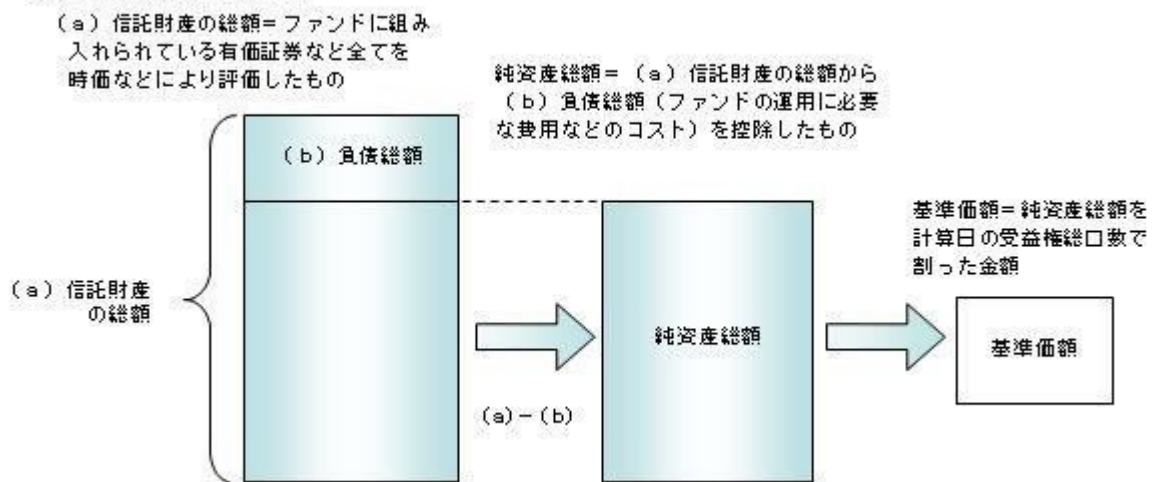 (a)信託財産の総額=ファンドに組み
入れられている有価証券など全てを
時価などにより評価したもの
純資産総額=(a)信託財産の総額から
(b)負債総額(ファンドの運用に必要
な費用などのコスト)を控除したもの
(b)負債総額
基準価額=純資産総額を
計算日の受益権総口数で
割った金額
(a)信託財産
の総額
純資産総額
基準価額
(a)-(b)